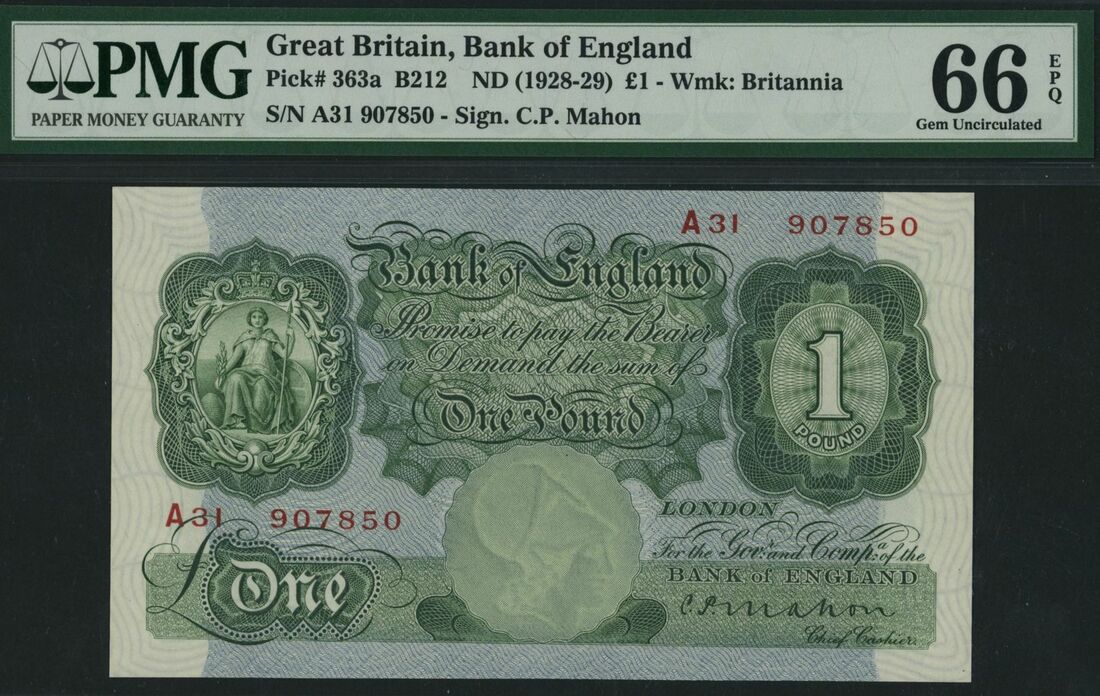 PMG
PAPER MONEY GUARANTY
Great Britain, Bank of England
Pick# 363a B212 ND (1928-29) £1 - Wmk: Britannia
S/N A31 907850 - Sign. C.P. Mahon
66 EPQ
Gem Uncirculated
A31 907850
Bank of England
Promise to pay the Bearer
on Demand the sum of
One Pound
1
POUND
A31 907850
LONDON
For the Govr. and Compa. of the
BANK of ENGLAND
C.P. Mahon
Chief Cashier.
£ One